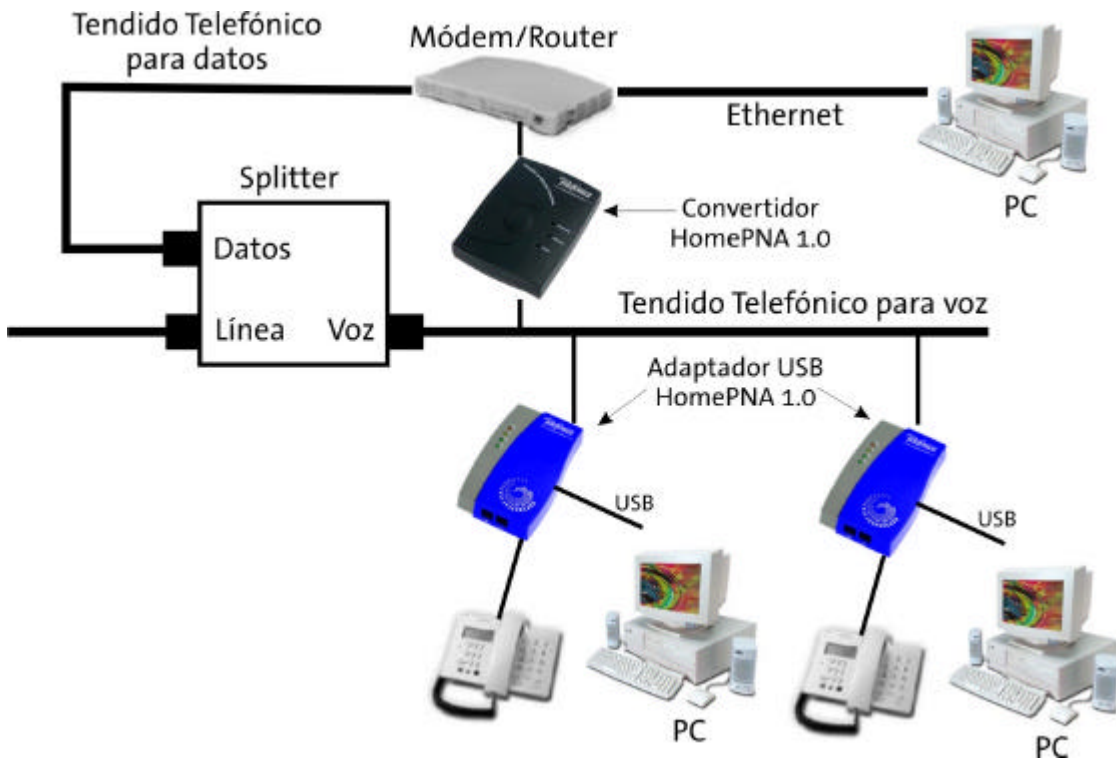 Tendido Telefónico
para datos
Módem/Router
Ethernet
PC
Splitter
Convertidor
HomePNA 1.0
Datos
Línea
Voz
Tendido Telefónico para voz
Adaptador USB
HomePNA 1.0
USB
USB
PC
PC